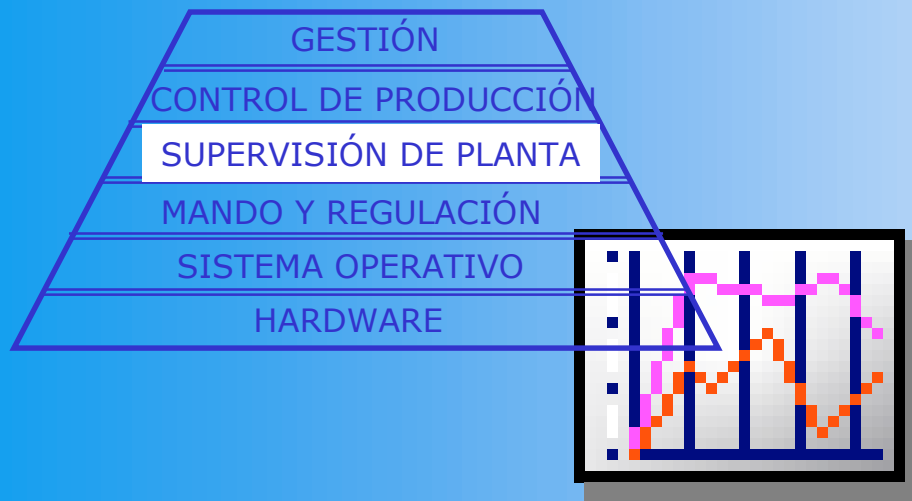 GESTIÓN
CONTROL DE PRODUCCIÓN
SUPERVISIÓN DE PLANTA
MANDO Y REGULACIÓN
SISTEMA OPERATIVO
HARDWARE